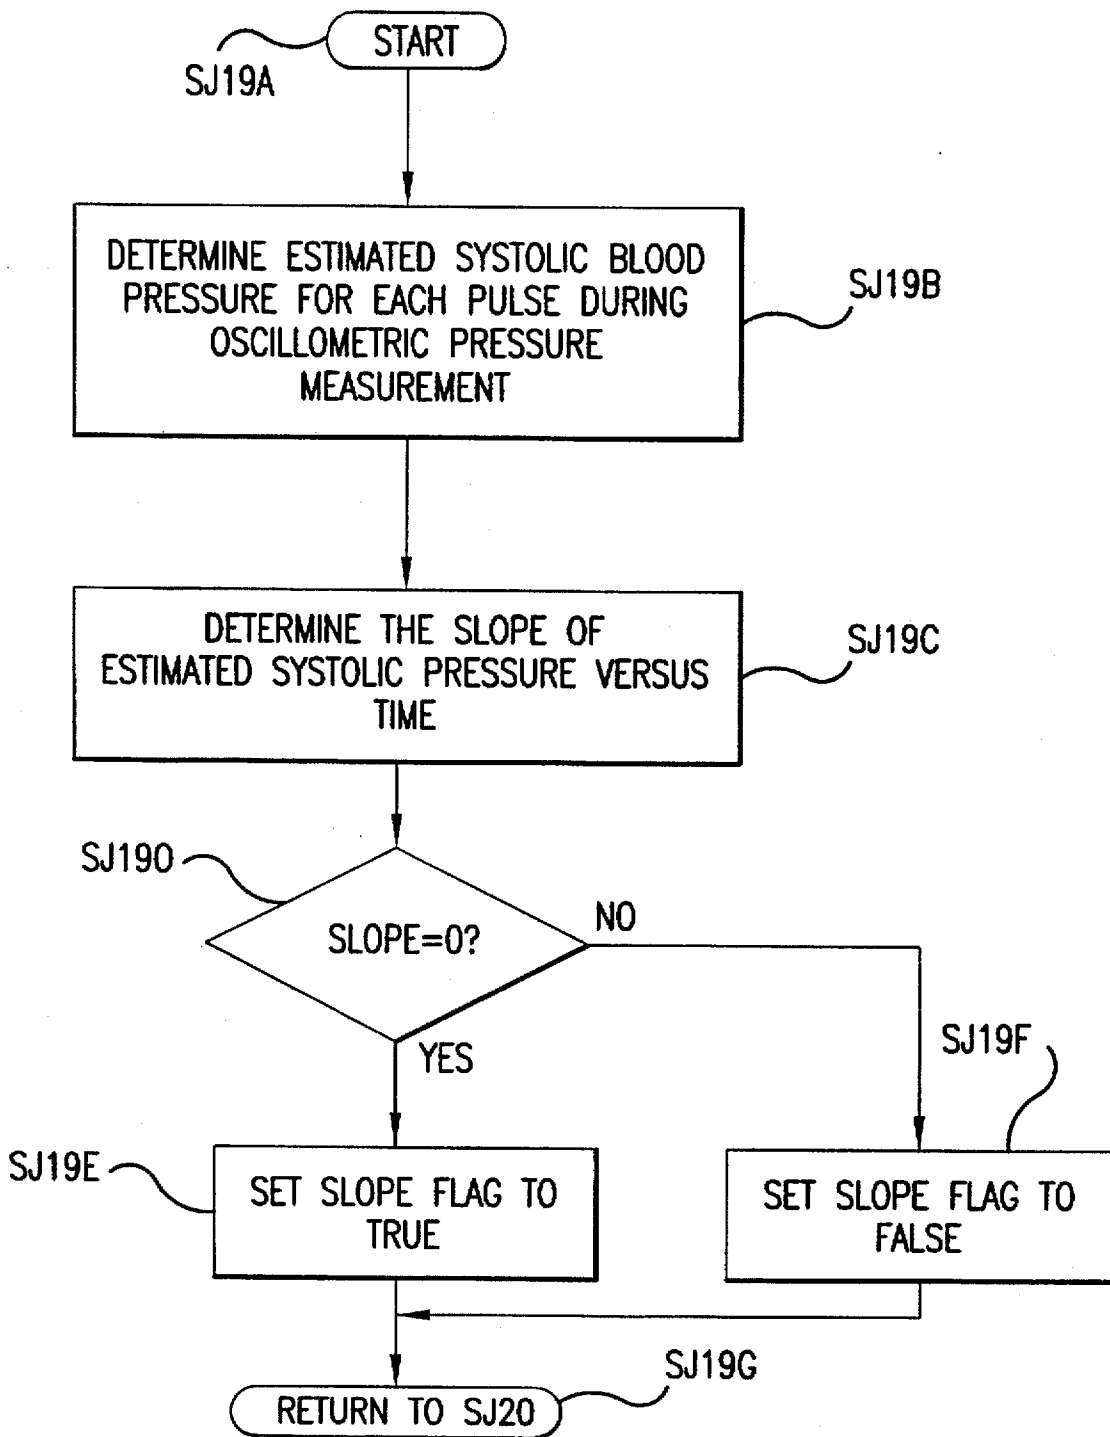 START
SJ19A
DETERMINE ESTIMATED SYSTOLIC BLOOD
PRESSURE FOR EACH PULSE DURING
OSCILLOMETRIC PRESSURE
MEASUREMENT
SJ19B
DETERMINE THE SLOPE OF
ESTIMATED SYSTOLIC PRESSURE VERSUS
TIME
SJ19C
SJ190
SLOPE=0?
NO
YES
SJ19F
SJ19E
SET SLOPE FLAG TO
TRUE
SET SLOPE FLAG TO
FALSE
SJ19G
RETURN TO SJ20